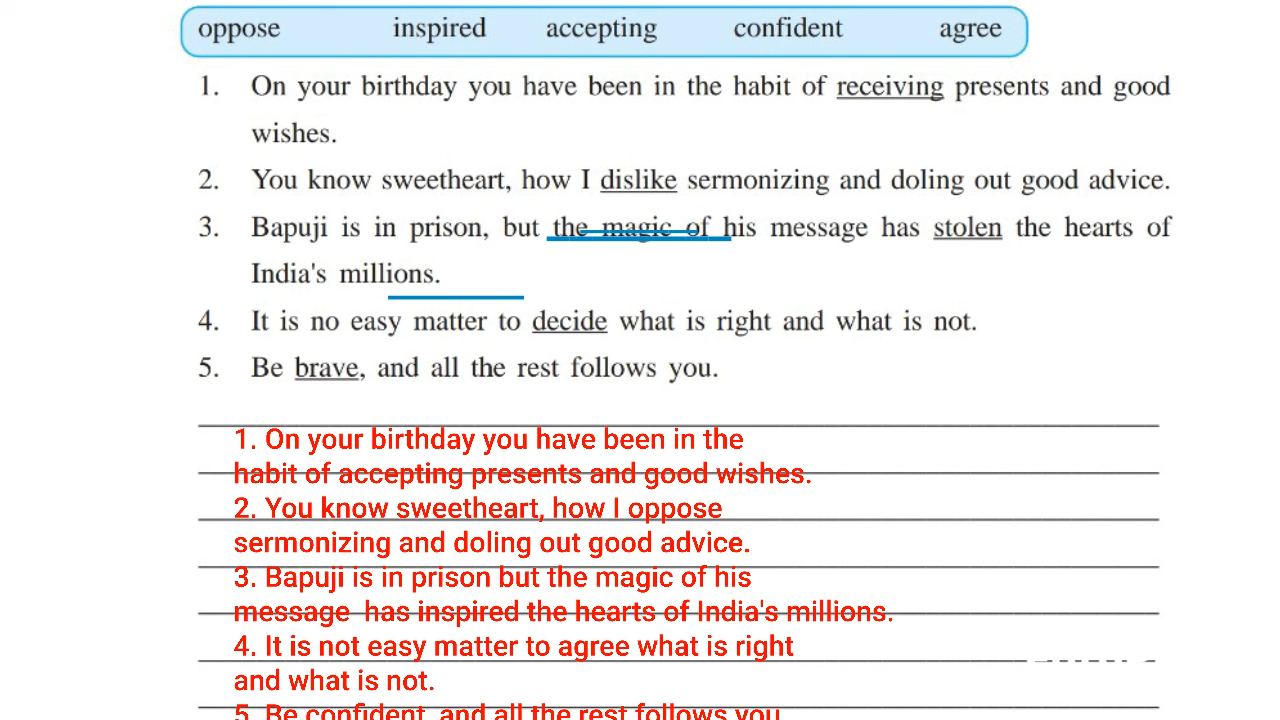 oppose inspired accepting confident agree
1. On your birthday you have been in the habit of receiving presents and good
wishes.
2. You know sweetheart, how I dislike sermonizing and doling out good advice.
3. Bapuji is in prison, but the magic of his message has stolen the hearts of
India's millions.
4. It is no easy matter to decide what is right and what is not.
5. Be brave, and all the rest follows you.
1. On your birthday you have been in the
habit of accepting presents and good wishes.
2. You know sweetheart, how I oppose
sermonizing and doling out good advice.
3. Bapuji is in prison but the magic of his
message has inspired the hearts of India's millions.
4. It is not easy matter to agree what is right
and what is not.
5. Be confident, and all the rest follows you